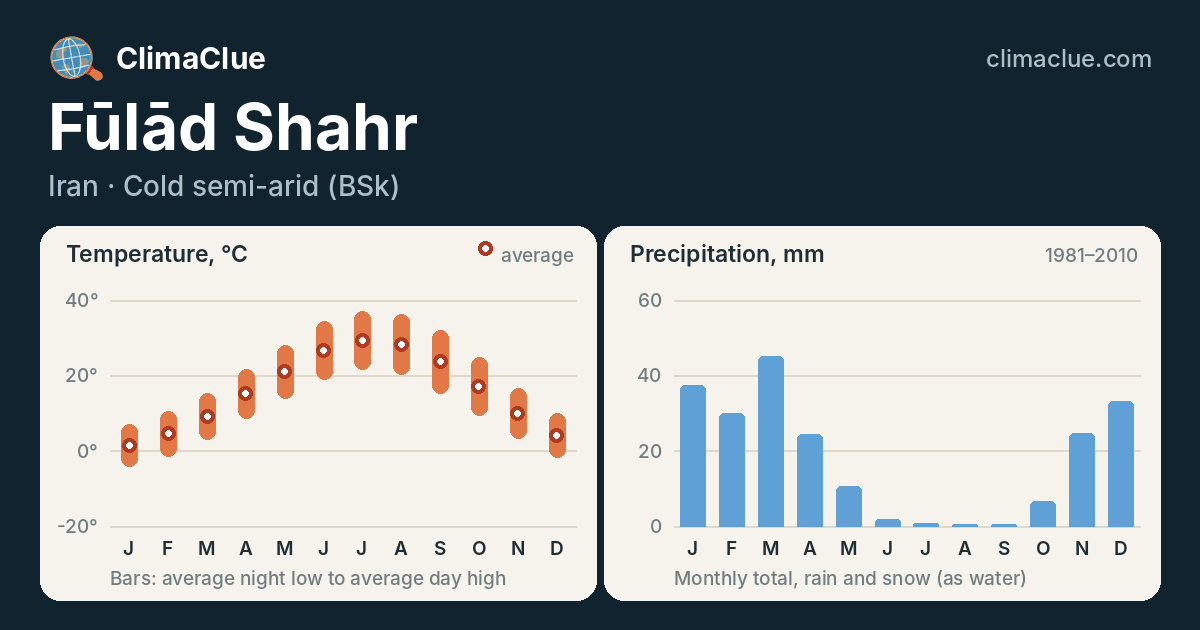 ClimaClue
climaclue.com
Fūlād Shahr
Iran · Cold semi-arid (BSk)
Temperature, °C
average
40°
20°
0°
-20°
J F M A M J J A S O N D
Bars: average night low to average day high
Precipitation, mm
1981–2010
60
40
20
0
J F M A M J J A S O N D
Monthly total, rain and snow (as water)